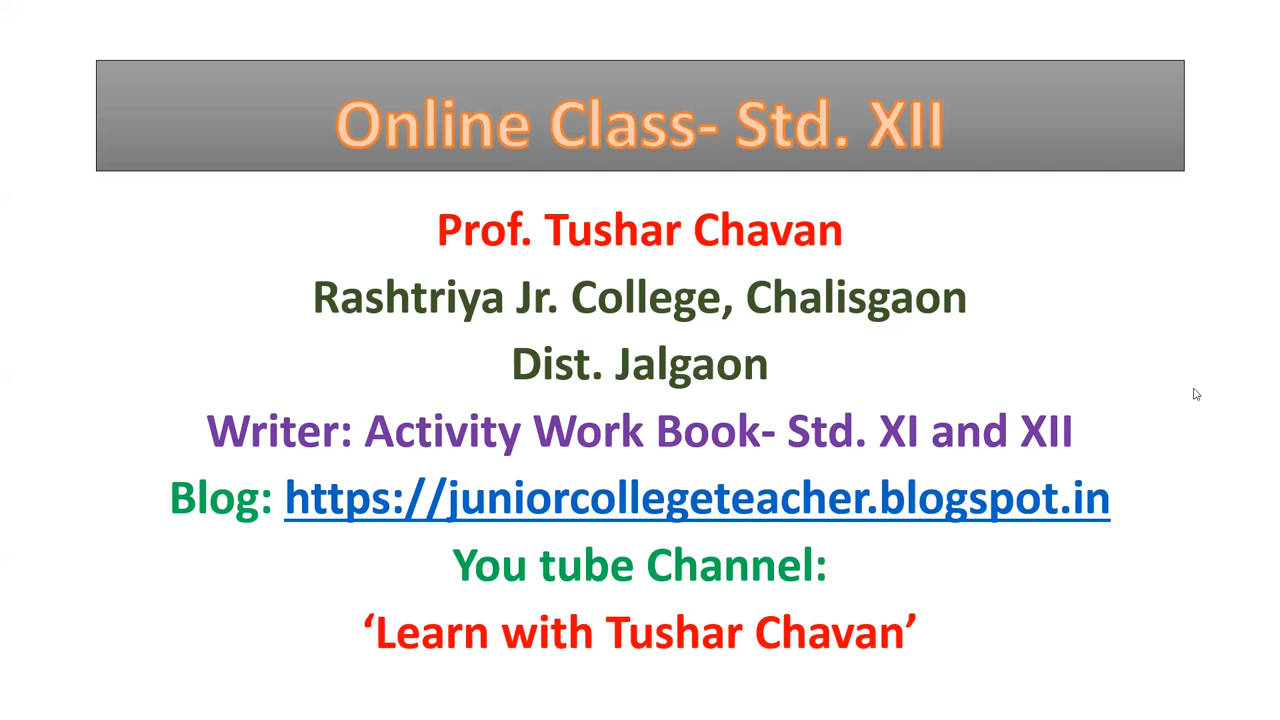 Online Class- Std. XII
Prof. Tushar Chavan
Rashtriya Jr. College, Chalisgaon
Dist. Jalgaon
Writer: Activity Work Book- Std. XI and XII
Blog: https://juniorcollegeteacher.blogspot.in
You tube Channel:
‘Learn with Tushar Chavan’